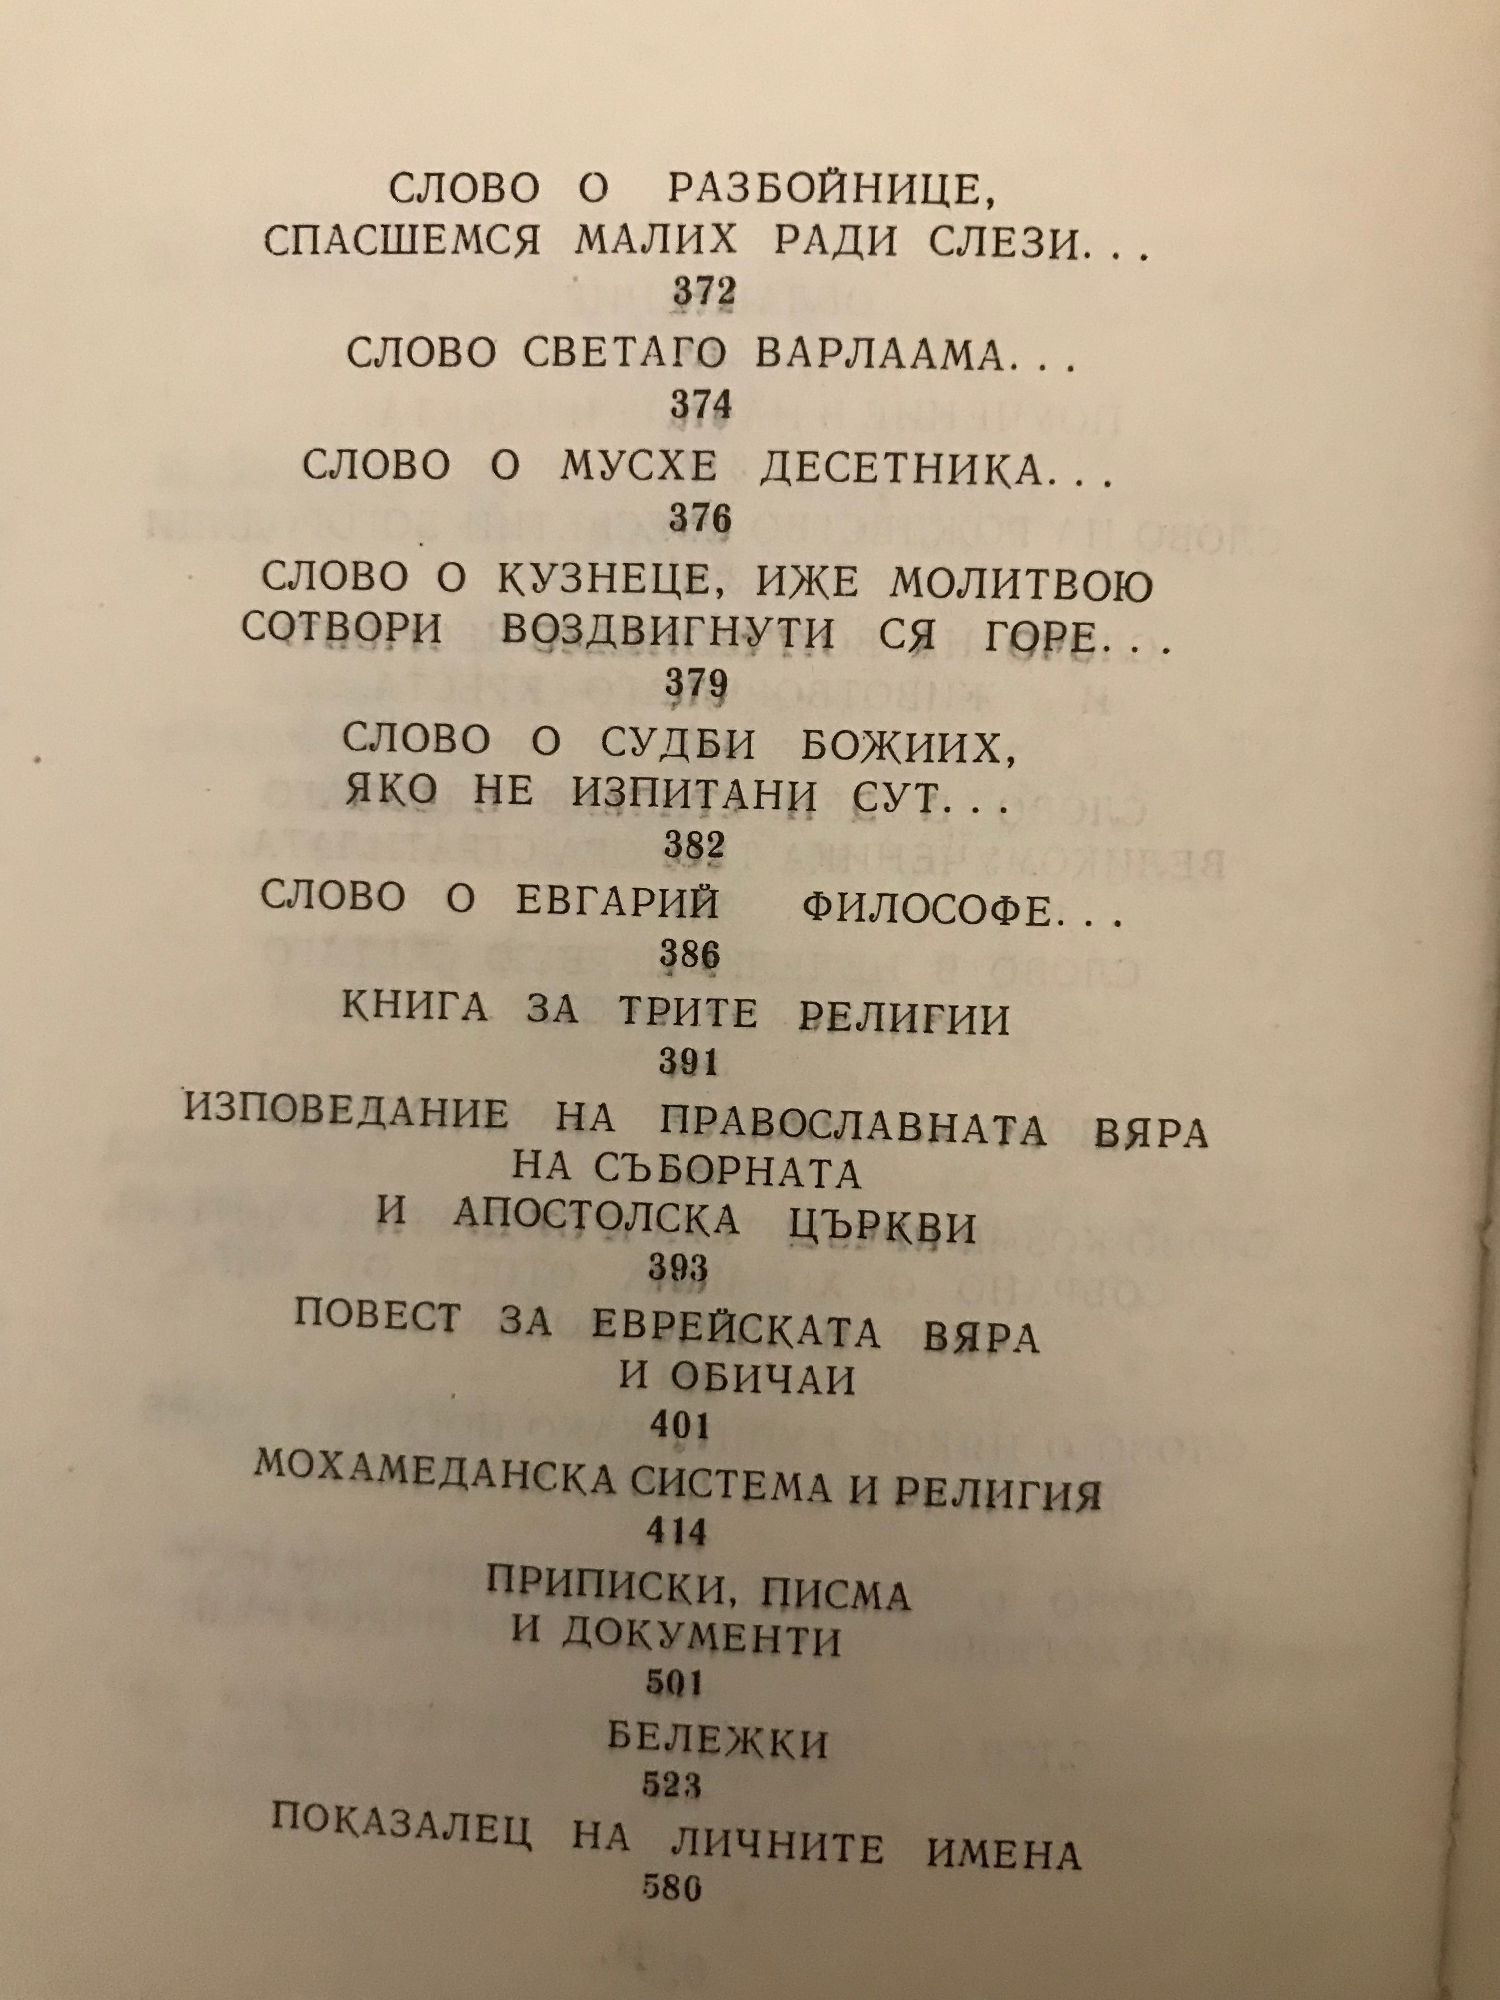 СЛОВО О РАЗБОЙНИЦЕ,
СПАСШЕМСЯ МАЛИХ РАДИ СЛЕЗИ...
372
СЛОВО СВЕТАГО ВАРЛААМА...
374
СЛОВО О МУСХЕ ДЕСЕТНИКА...
376
СЛОВО О КУЗНЕЦЕ, ИЖЕ МОЛИТВОЮ
СОТВОРИ ВОЗДВИГНУТИ СЯ ГОРЕ...
379
СЛОВО О СУДБИ БОЖИИХ,
ЯКО НЕ ИЗПИТАНИ СУТ...
382
СЛОВО О ЕВГАРИЙ ФИЛОСОФЕ...
386
КНИГА ЗА ТРИТЕ РЕЛИГИИ
391
ИЗПОВЕДАНИЕ НА ПРАВОСЛАВНАТА ВЯРА
НА СЪБОРНАТА
И АПОСТОЛСКА ЦЪРКВИ
393
ПОВЕСТ ЗА ЕВРЕЙСКАТА ВЯРА
И ОБИЧАИ
401
МОХАМЕДАНСКА СИСТЕМА И РЕЛИГИЯ
414
ПРИПИСКИ, ПИСМА
И ДОКУМЕНТИ
501
БЕЛЕЖКИ
523
ПОКАЗАЛЕЦ НА ЛИЧНИТЕ ИМЕНА
580